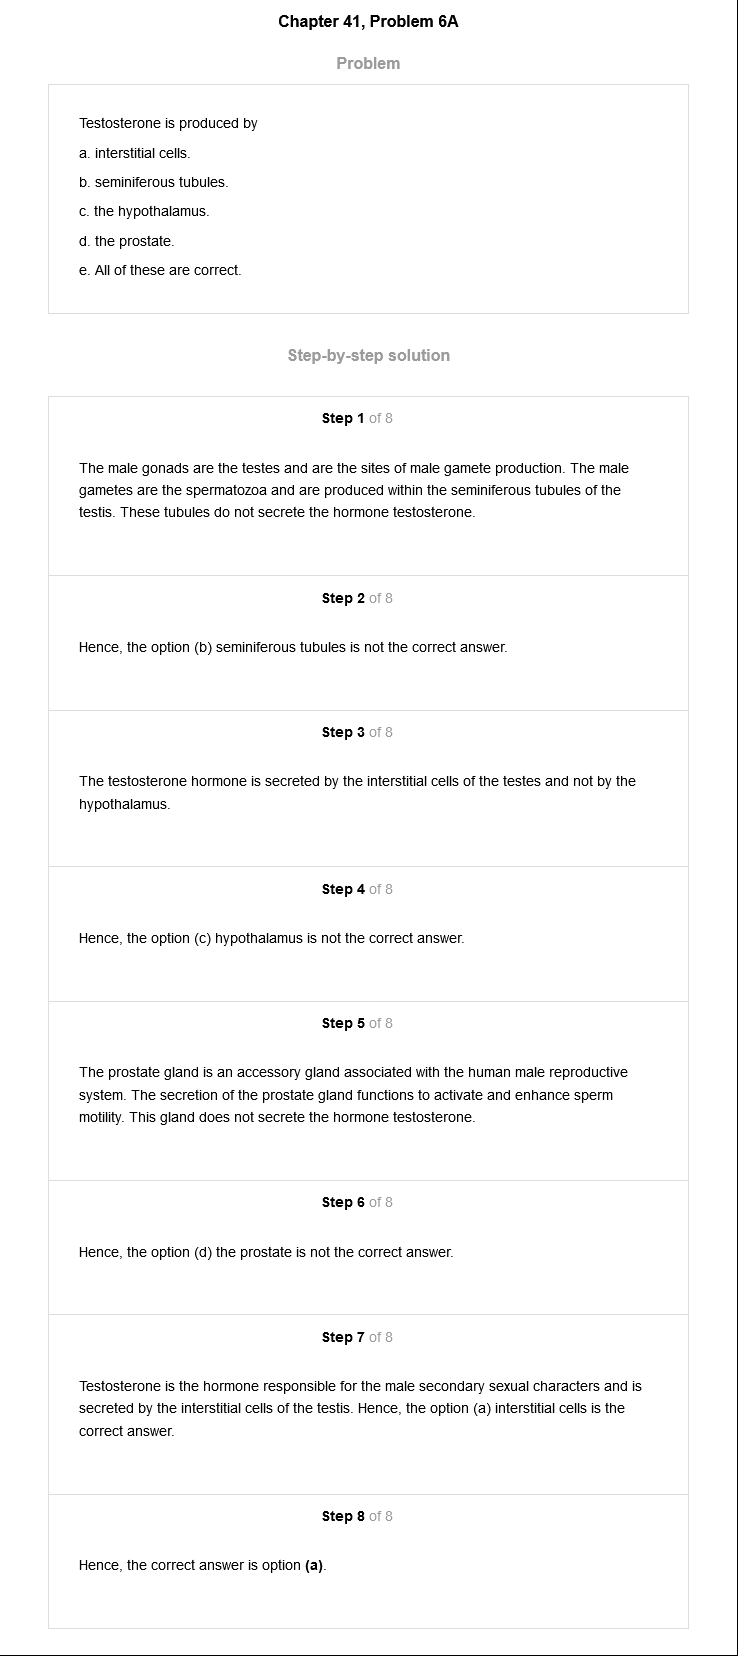 Chapter 41, Problem 6A
Problem
Testosterone is produced by
a. interstitial cells.
b. seminiferous tubules.
c. the hypothalamus.
d. the prostate.
e. All of these are correct.
Step-by-step solution
Step 1 of 8
The male gonads are the testes and are the sites of male gamete production. The male
gametes are the spermatozoa and are produced within the seminiferous tubules of the
testis. These tubules do not secrete the hormone testosterone.
Step 2 of 8
Hence, the option (b) seminiferous tubules is not the correct answer.
Step 3 of 8
The testosterone hormone is secreted by the interstitial cells of the testes and not by the
hypothalamus.
Step 4 of 8
Hence, the option (c) hypothalamus is not the correct answer.
Step 5 of 8
The prostate gland is an accessory gland associated with the human male reproductive
system. The secretion of the prostate gland functions to activate and enhance sperm
motility. This gland does not secrete the hormone testosterone.
Step 6 of 8
Hence, the option (d) the prostate is not the correct answer.
Step 7 of 8
Testosterone is the hormone responsible for the male secondary sexual characters and is
secreted by the interstitial cells of the testis. Hence, the option (a) interstitial cells is the
correct answer.
Step 8 of 8
Hence, the correct answer is option (a).